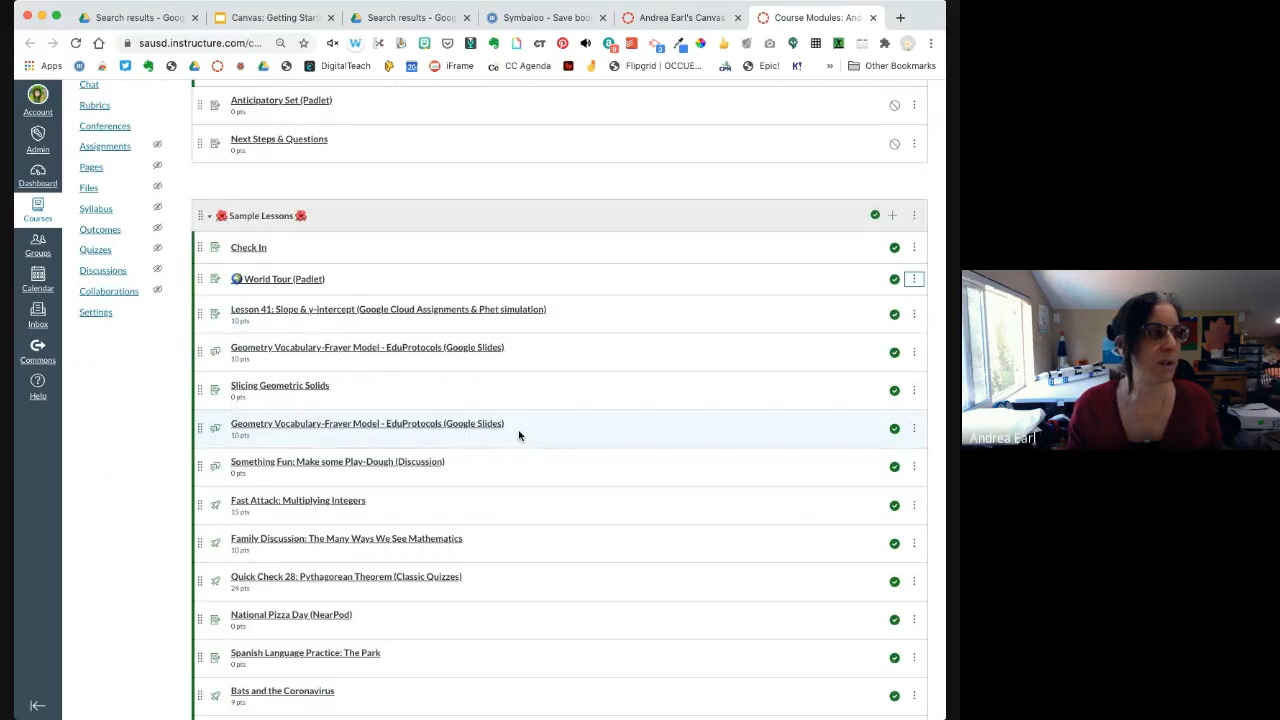 Search results - Goog
Canvas: Getting Start
Search results - Goog
Symbaloo - Save boo
Andrea Earl's Canvas
Course Modules: And
sausd.instructure.com/c...
Apps
DigitalTeach
iFrame
CC Agenda
Flipgrid | OCCUE...
Epic!
Other Bookmarks
Account
Admin
Dashboard
Courses
Groups
Calendar
Inbox
Commons
Help
Chat
Rubrics
Conferences
Assignments
Pages
Files
Syllabus
Outcomes
Quizzes
Discussions
Collaborations
Settings
Anticipatory Set (Padlet)
0 pts
Next Steps & Questions
0 pts
Sample Lessons
Check In
World Tour (Padlet)
Lesson 41: Slope & y-intercept (Google Cloud Assignments & Phet simulation)
10 pts
Geometry Vocabulary-Frayer Model - EduProtocols (Google Slides)
10 pts
Slicing Geometric Solids
0 pts
Geometry Vocabulary-Frayer Model - EduProtocols (Google Slides)
10 pts
Something Fun: Make some Play-Dough (Discussion)
0 pts
Fast Attack: Multiplying Integers
15 pts
Family Discussion: The Many Ways We See Mathematics
10 pts
Quick Check 28: Pythagorean Theorem (Classic Quizzes)
24 pts
National Pizza Day (NearPod)
0 pts
Spanish Language Practice: The Park
0 pts
Bats and the Coronavirus
9 pts
Andrea Earl